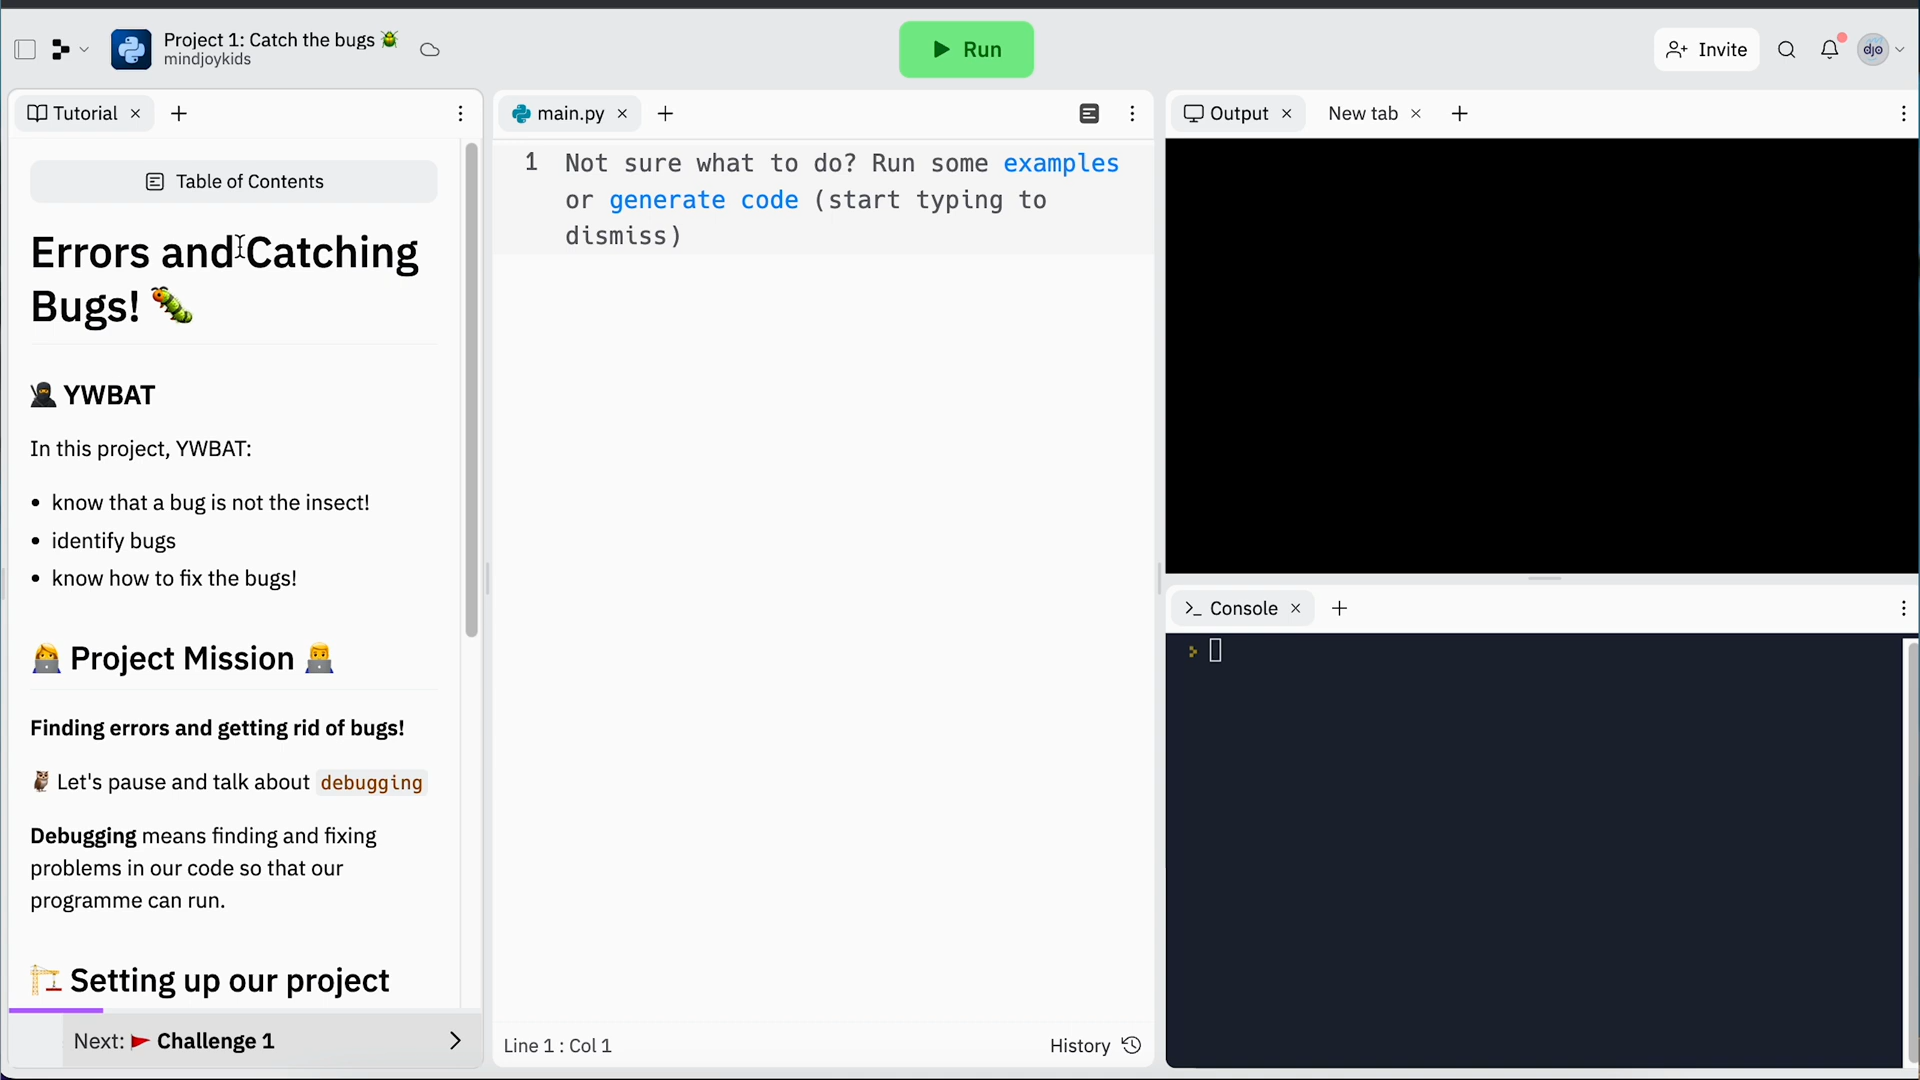 Project 1: Catch the bugs 🪲
mindjoykids
Run
Invite
djo
Tutorial
Table of Contents
Errors and Catching
Bugs! 🐛
🥷 YWBAT
In this project, YWBAT:
• know that a bug is not the insect!
• identify bugs
• know how to fix the bugs!
👩‍💻 Project Mission 👨‍💻
Finding errors and getting rid of bugs!
🦉 Let's pause and talk about debugging
Debugging means finding and fixing
problems in our code so that our
programme can run.
🏗️ Setting up our project
Next: 🚩 Challenge 1
main.py
1 Not sure what to do? Run some examples
or generate code (start typing to
dismiss)
Line 1 : Col 1
History
Output
New tab
Console